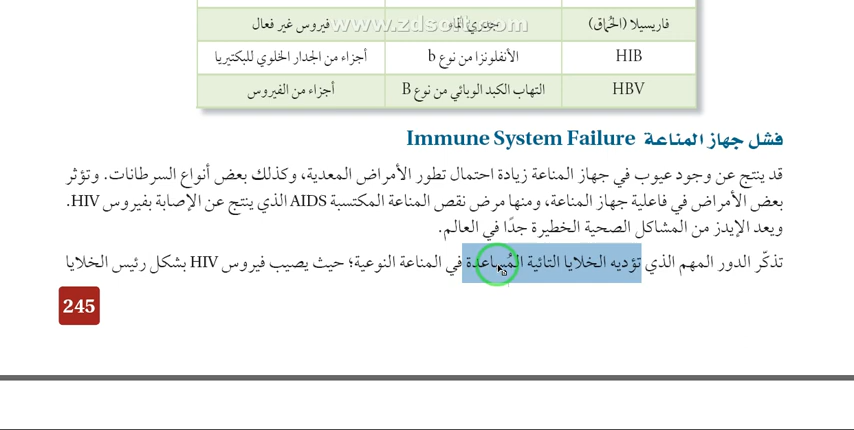 فاريسيلا (الحُماق) جدري الماء فيروس غير فعال
www.zdsoft.com
HIB الأنفلونزا من نوع b أجزاء من الجدار الخلوي للبكتيريا
HBV التهاب الكبد الوبائي من نوع B أجزاء من الفيروس
فشل جهاز المناعة Immune System Failure
قد ينتج عن وجود عيوب في جهاز المناعة زيادة احتمال تطور الأمراض المعدية، وكذلك بعض أنواع السرطانات. وتؤثر
بعض الأمراض في فاعلية جهاز المناعة، ومنها مرض نقص المناعة المكتسبة AIDS الذي ينتج عن الإصابة بفيروس HIV.
ويعد الإيدز من المشاكل الصحية الخطيرة جدًا في العالم.
تذكّر الدور المهم الذي تؤديه الخلايا التائية المُساعدة في المناعة النوعية؛ حيث يصيب فيروس HIV بشكل رئيس الخلايا
245